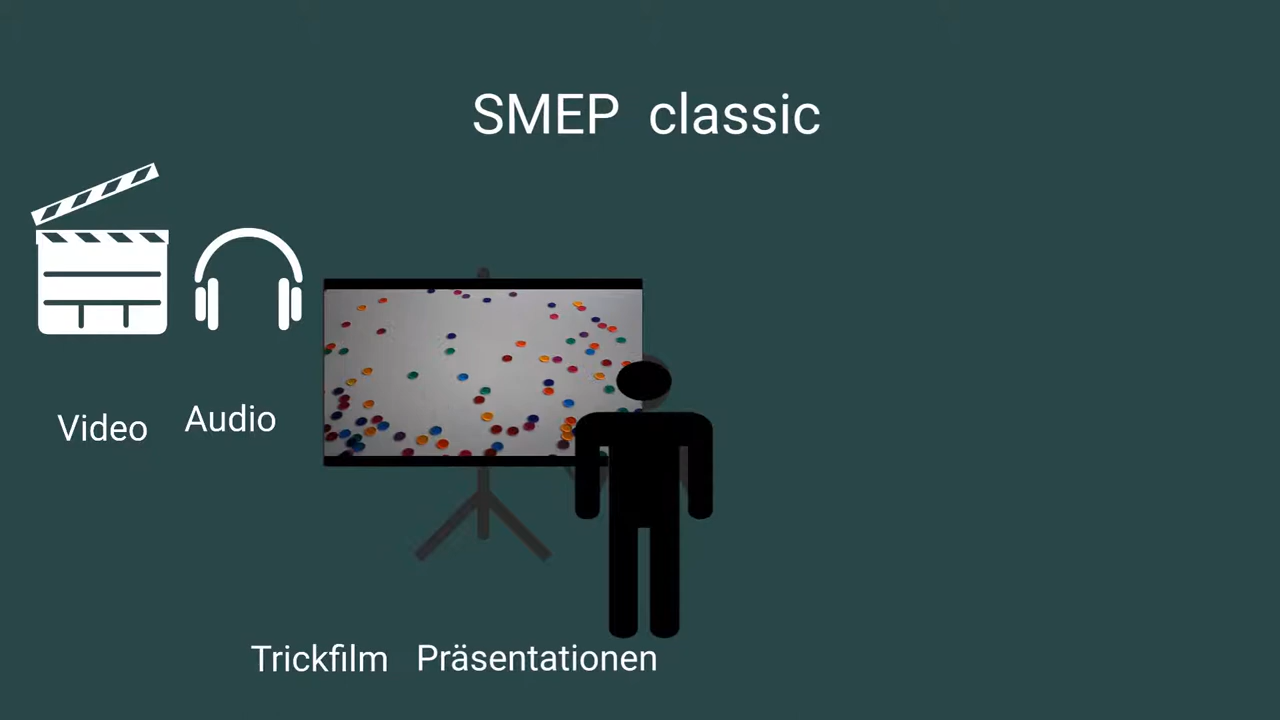 SMEP classic
Video
Audio
Trickfilm
Präsentationen